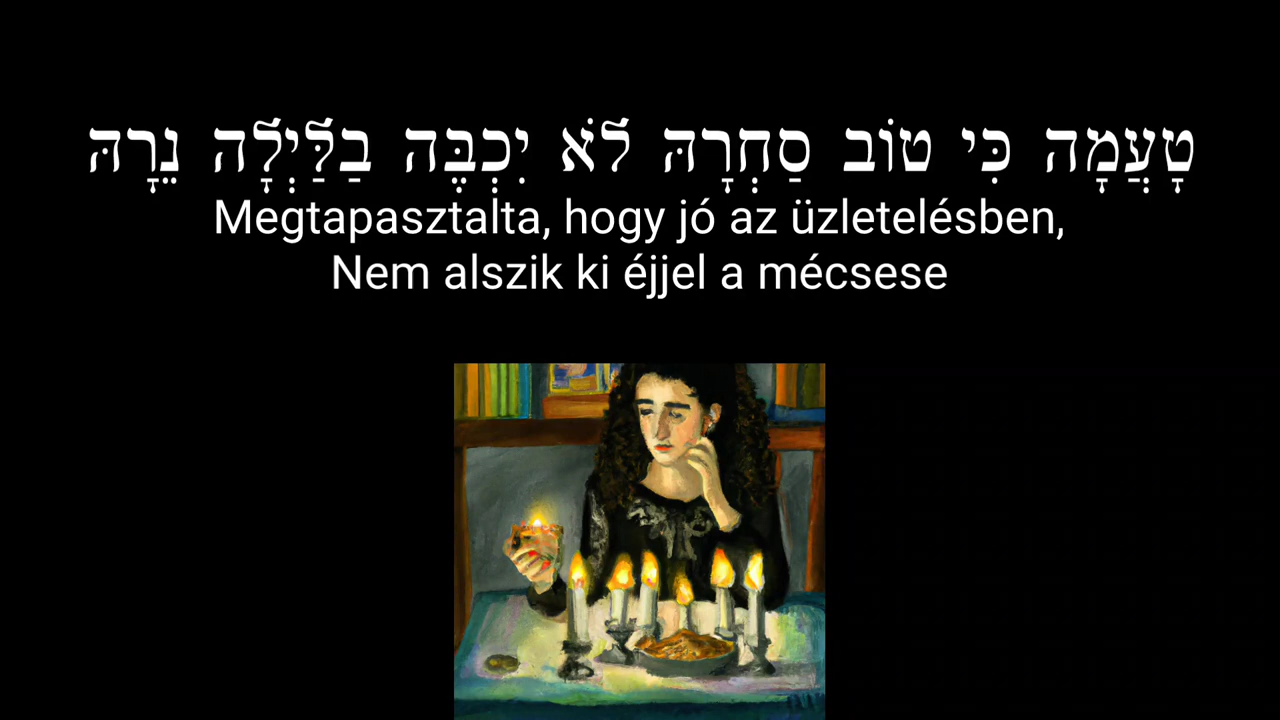 טָעֲמָה כִּי טוֹב סַחְרָהּ לֹא יִכְבֶּה בַלַּיְלָה נֵרָהּ
Megtapasztalta, hogy jó az üzletelésben,
Nem alszik ki éjjel a mécsese